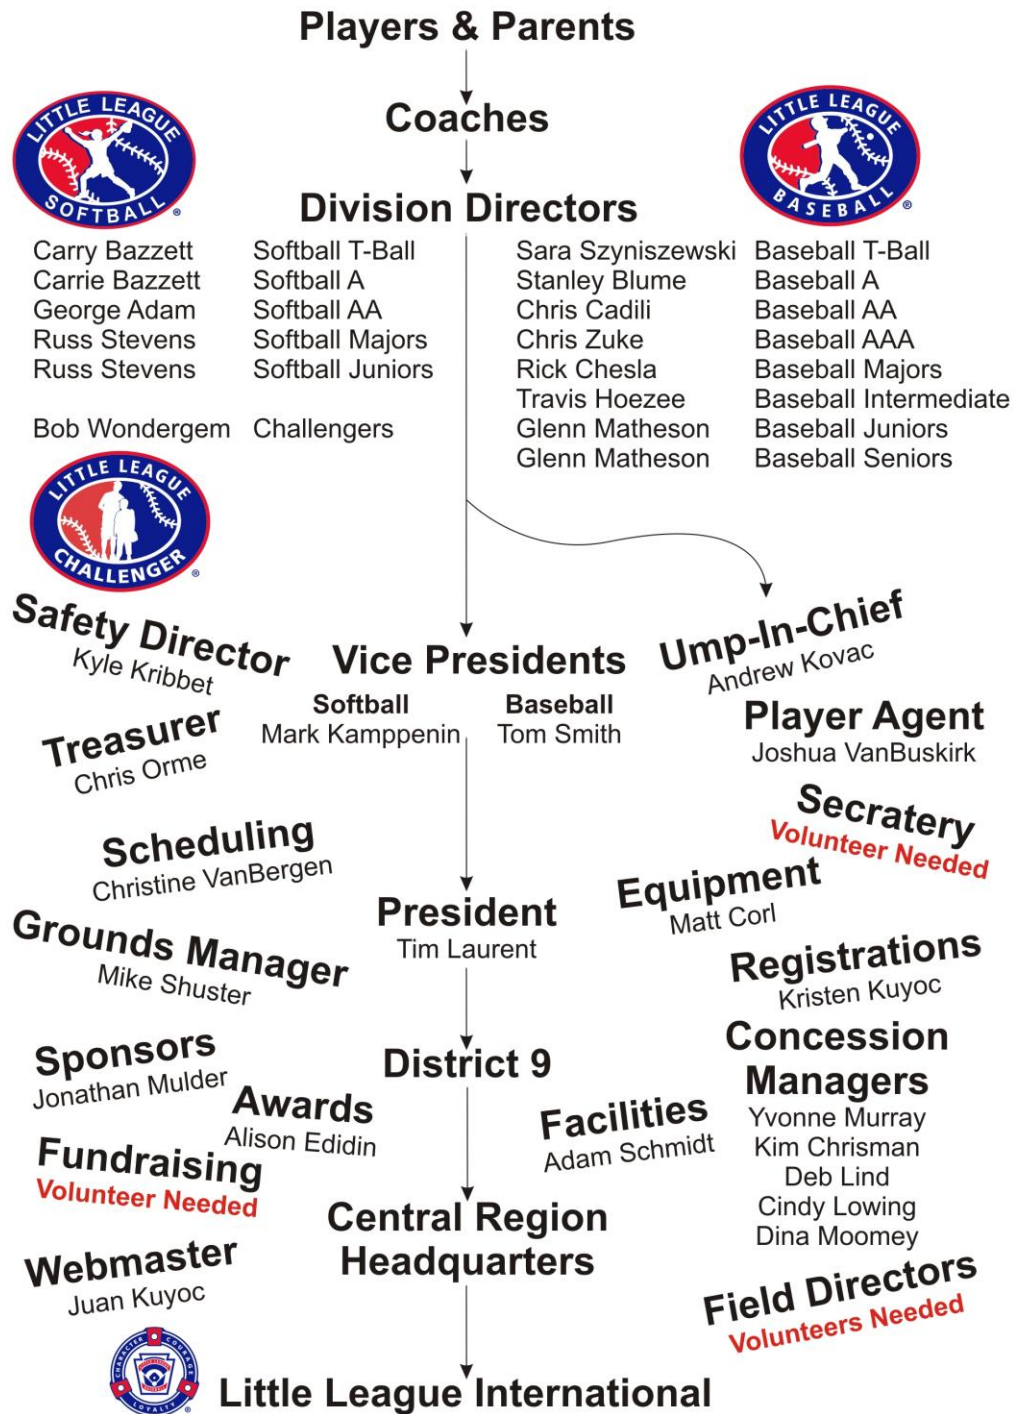 Players & Parents
Coaches
LITTLE LEAGUE
SOFTBALL ®
LITTLE LEAGUE
BASEBALL ®
Division Directors
Carry Bazzett Softball T-Ball
Carrie Bazzett Softball A
George Adam Softball AA
Russ Stevens Softball Majors
Russ Stevens Softball Juniors
Bob Wondergem Challengers
Sara Szyniszewski Baseball T-Ball
Stanley Blume Baseball A
Chris Cadili Baseball AA
Chris Zuke Baseball AAA
Rick Chesla Baseball Majors
Travis Hoezee Baseball Intermediate
Glenn Matheson Baseball Juniors
Glenn Matheson Baseball Seniors
LITTLE LEAGUE
CHALLENGER ®
Safety Director
Kyle Kribbet
Vice Presidents
Softball
Mark Kamppenin
Baseball
Tom Smith
Ump-In-Chief
Andrew Kovac
Treasurer
Chris Orme
Player Agent
Joshua VanBuskirk
Secratery
Volunteer Needed
Scheduling
Christine VanBergen
Equipment
Matt Corl
President
Tim Laurent
Grounds Manager
Mike Shuster
Registrations
Kristen Kuyoc
Sponsors
Jonathan Mulder
District 9
Concession
Managers
Yvonne Murray
Kim Chrisman
Deb Lind
Cindy Lowing
Dina Moomey
Awards
Alison Edidin
Facilities
Adam Schmidt
Fundraising
Volunteer Needed
Central Region
Headquarters
Webmaster
Juan Kuyoc
Field Directors
Volunteers Needed
CHARACTER COURAGE
LOYALTY ®
Little League International